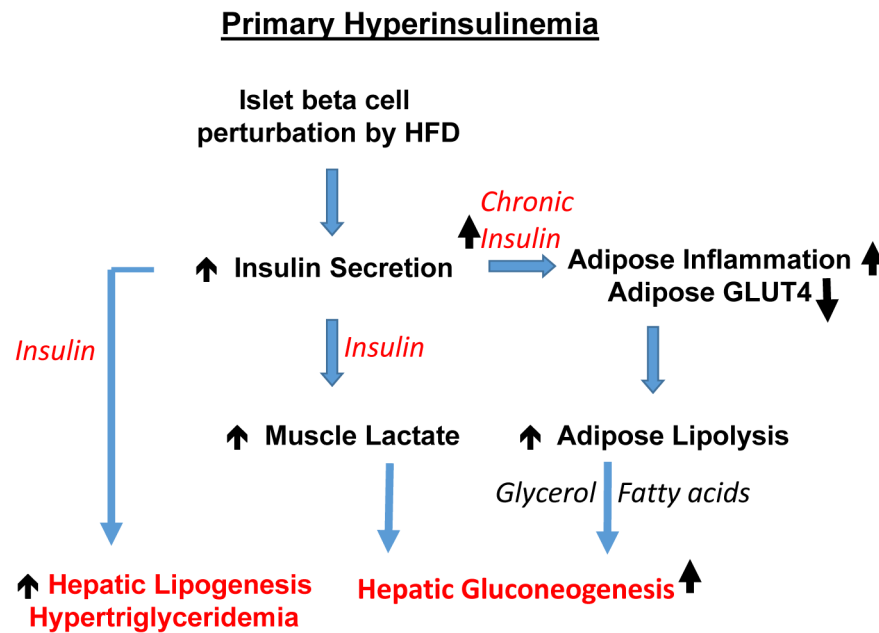 Primary Hyperinsulinemia
Islet beta cell
perturbation by HFD
Chronic
Insulin
Insulin Secretion
Adipose Inflammation
Adipose GLUT4
Insulin
Insulin
Muscle Lactate
Adipose Lipolysis
Glycerol
Fatty acids
Hepatic Lipogenesis
Hypertriglyceridemia
Hepatic Gluconeogenesis